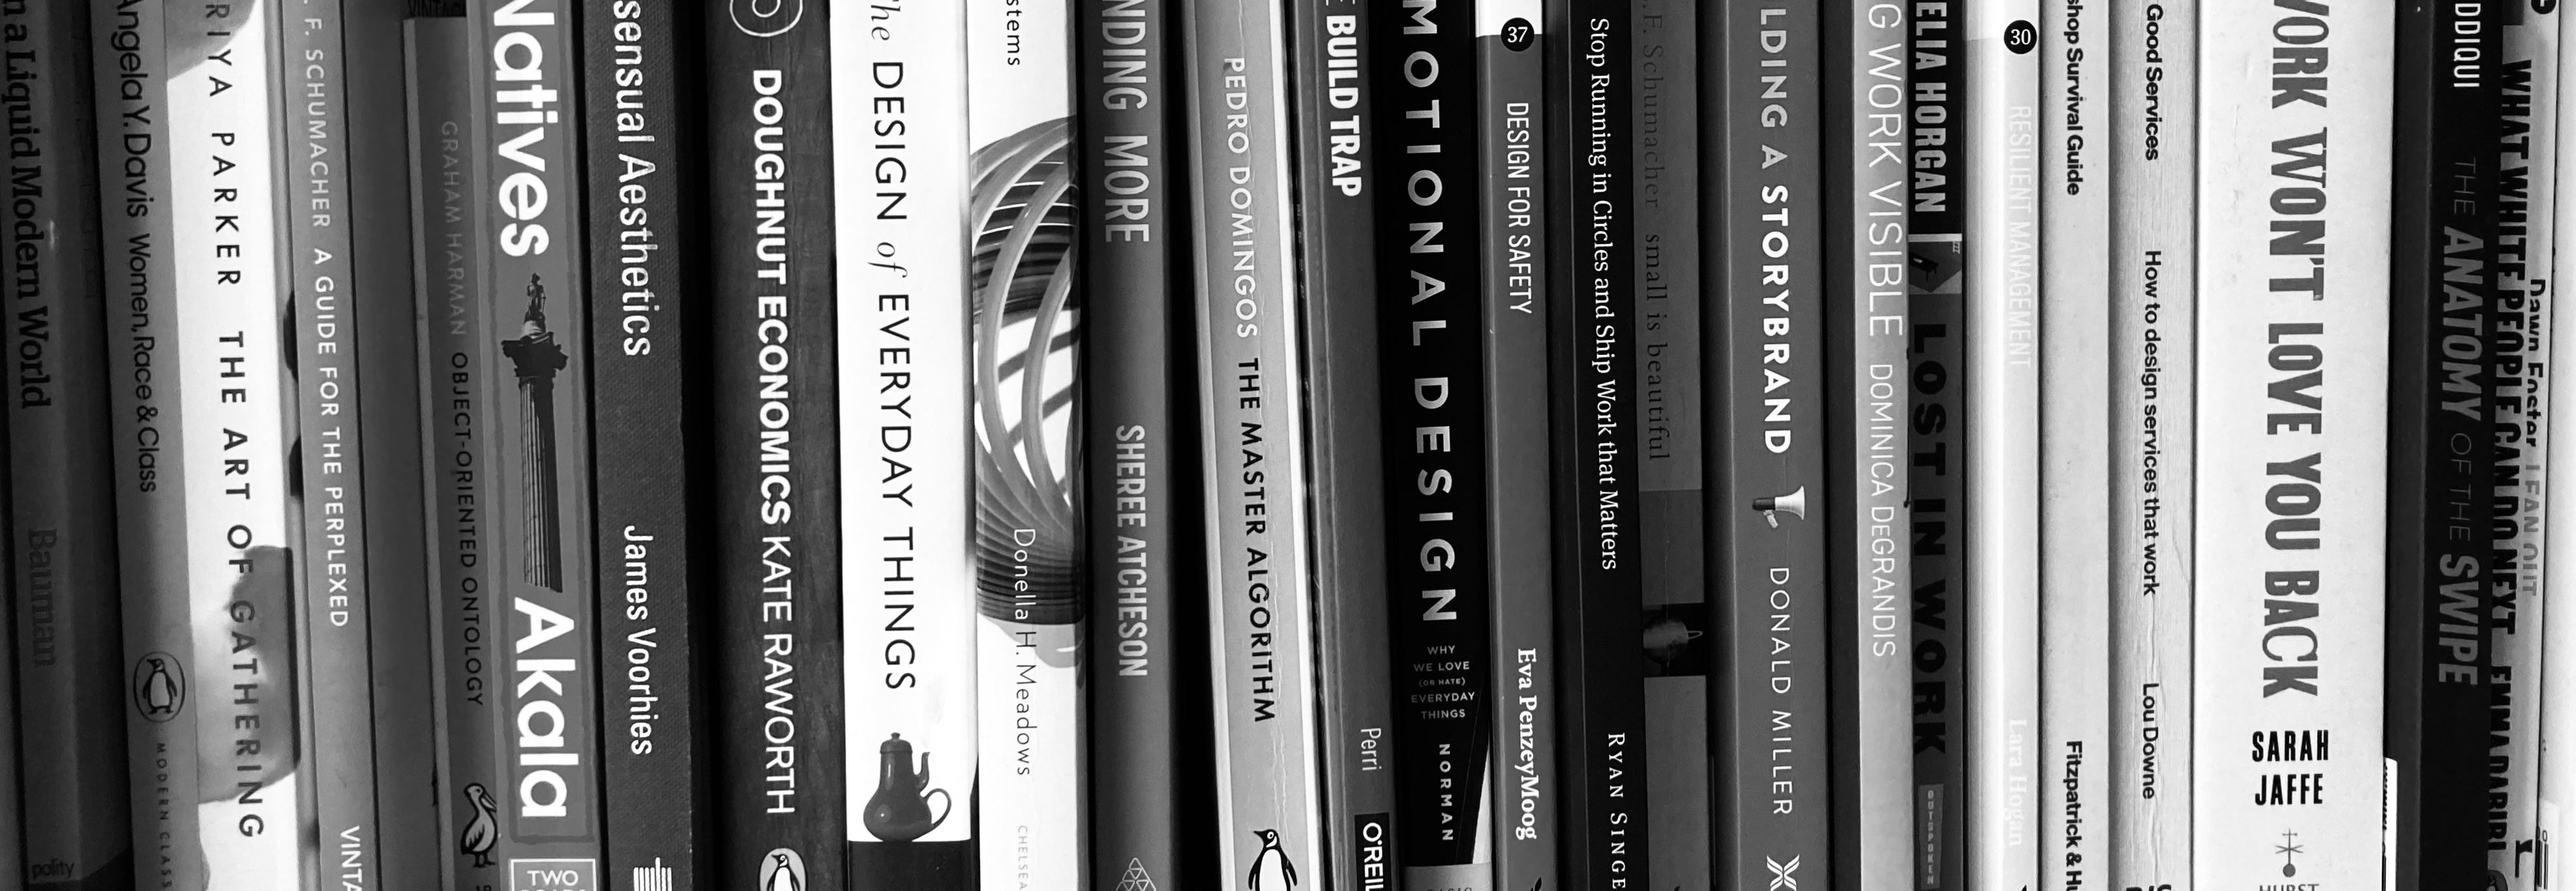 a Liquid Modern World Bauman polity
Angela Y. Davis Women, Race & Class MODERN CLASS
RIYA PARKER THE ART OF GATHERING
F. SCHUMACHER A GUIDE FOR THE PERPLEXED VINTA
GRAHAM HARMAN OBJECT-ORIENTED ONTOLOGY
Natives Akala TWO
sensual Aesthetics James Voorhies
DOUGHNUT ECONOMICS KATE RAWORTH
The DESIGN of EVERYDAY THINGS
stems Donella H. Meadows CHELSEA
NDING MORE SHEREE ATCHESON
PEDRO DOMINGOS THE MASTER ALGORITHM
BUILD TRAP Perri O'REIL
MOTIONAL DESIGN
WHY
WE LOVE
(OR HATE)
EVERYDAY
THINGS
NORMAN
37 DESIGN FOR SAFETY Eva PenzeyMoog
Stop Running in Circles and Ship Work that Matters RYAN SINGE
F. Schumacher small is beautiful
LDING A STORYBRAND DONALD MILLER
G WORK VISIBLE DOMINICA DEGRANDIS
ELIA HORGAN LOST IN WORK OUTSPOKEN
30 RESILIENT MANAGEMENT Lara Hogan
shop Survival Guide Fitzpatrick & Hu
Good Services How to design services that work Lou Downe
WORK WON'T LOVE YOU BACK
SARAH
JAFFE
HURST
DDIQUI THE ANATOMY OF THE SWIPE
WHAT WHITE PEOPLE CAN DO NEXT EMMA DABIRI
Dawn Foster LEAN OUT